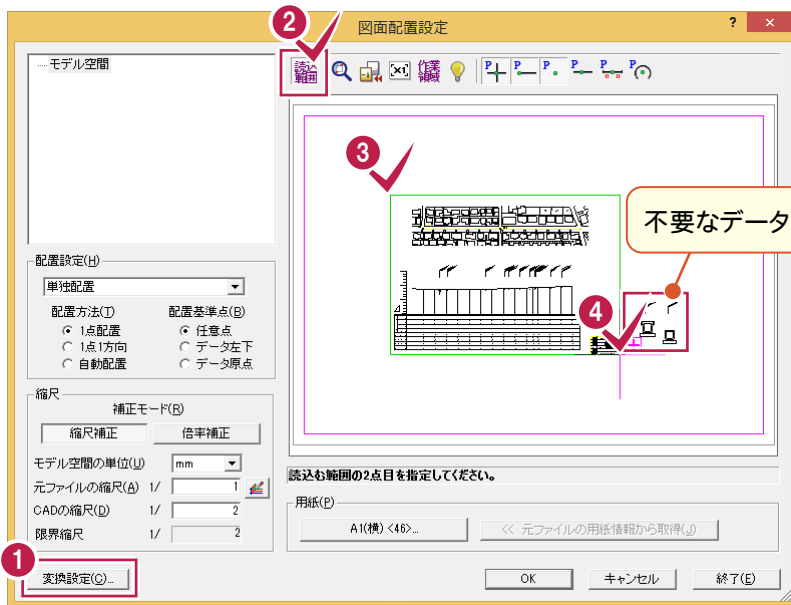 図面配置設定
? ×
2
モデル空間
読込範囲
×1
作業領域
P P P P P P
3
不要なデータ
4
配置設定(H)
単独配置
配置方法(T) 配置基準点(B)
1点配置 任意点
1点1方向 データ左下
自動配置 データ原点
縮尺
補正モード(R)
縮尺補正 倍率補正
モデル空間の単位(U) mm
元ファイルの縮尺(A) 1/ 1
CADの縮尺(D) 1/ 2
限界縮尺 1/ 2
読込む範囲の2点目を指定してください。
用紙(P)
A1(横) <46>... << 元ファイルの用紙情報から取得(J)
1
変換設定(C)... OK キャンセル 終了(E)